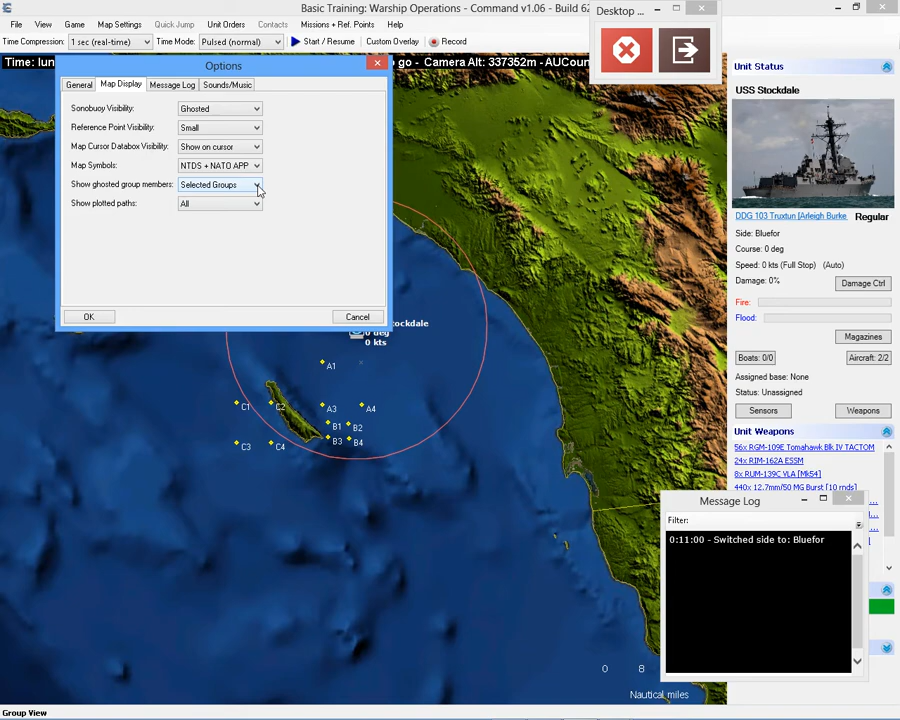 Basic Training: Warship Operations - Command v1.06 - Build 62
Desktop ...
File View Game Map Settings Quick Jump Unit Orders Contacts Missions + Ref. Points Help
Time Compression: 1 sec (real-time) Time Mode: Pulsed (normal) Start / Resume Custom Overlay Record
Time: lun
go - Camera Alt: 337352m - AUCoun
Options
General Map Display Message Log Sounds/Music
Sonobuoy Visibility: Ghosted
Reference Point Visibility: Small
Map Cursor Databox Visibility: Show on cursor
Map Symbols: NTDS + NATO APP
Show ghosted group members: Selected Groups
Show plotted paths: All
OK Cancel
tockdale
0 deg
0 kts
A1
A3 A4
B1 B2
B3 B4
C1 C2
C3 C4
0 8
Nautical miles
Unit Status
USS Stockdale
DDG 103 Truxtun [Arleigh Burke Regular
Side: Bluefor
Course: 0 deg
Speed: 0 kts (Full Stop) (Auto)
Damage: 0% Damage Ctrl
Fire:
Flood:
Magazines
Boats: 0/0 Aircraft: 2/2
Assigned base: None
Status: Unassigned
Sensors Weapons
Unit Weapons
56x RGM-109E Tomahawk Blk IV TACTOM
24x RIM-162A ESSM
8x RUM-139C VLA [Mk54]
440x 12.7mm/50 MG Burst [10 rnds]
Message Log
Filter:
0:11:00 - Switched side to: Bluefor
Group View